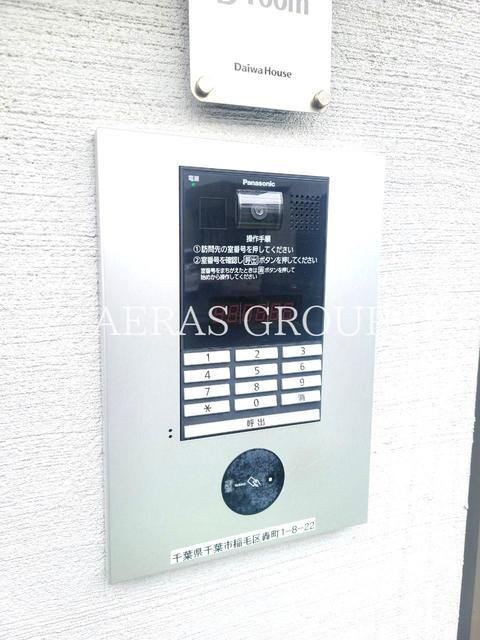 D-room
DaiwaHouse
電源
Panasonic
操作手順
①訪問先の室番号を押してください
②室番号を確認し呼出ボタンを押してください
室番号をまちがえたときは消ボタンを押して
始めから操作してください
AERAS GROUP
1 2 3
4 5 6
7 8 9
* 0 消
呼出
千葉県千葉市稲毛区轟町1-8-22